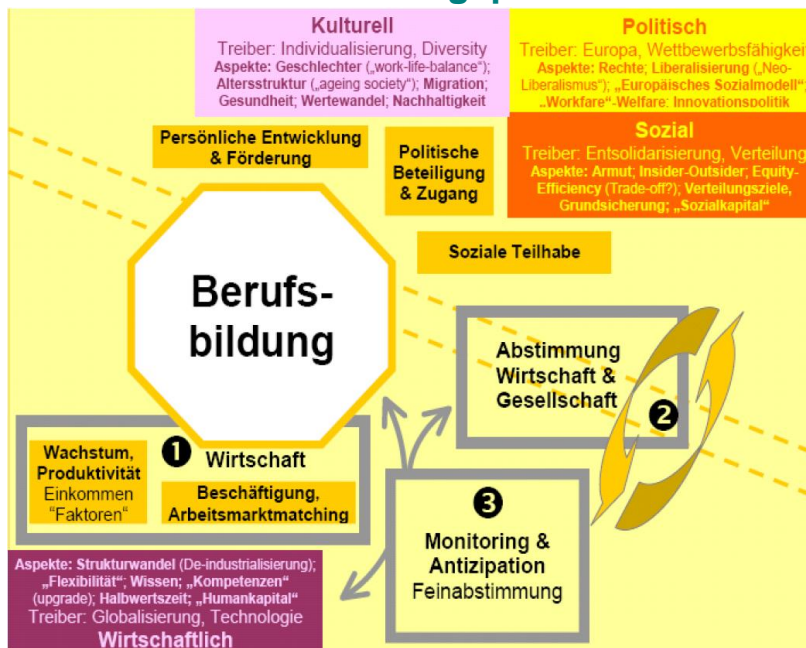 Kulturell
Treiber: Individualisierung, Diversity
Aspekte: Geschlechter („work-life-balance“);
Altersstruktur („ageing society“); Migration;
Gesundheit; Wertewandel; Nachhaltigkeit
Politisch
Treiber: Europa, Wettbewerbsfähigkeit
Aspekte: Rechte; Liberalisierung („Neo-
Liberalismus“); „Europäisches Sozialmodell“;
„Workfare“-Welfare: Innovationspolitik
Sozial
Treiber: Entsolidarisierung, Verteilung
Aspekte: Armut; Insider-Outsider; Equity-
Efficiency (Trade-off?); Verteilungsziele,
Grundsicherung; „Sozialkapital“
Persönliche Entwicklung
& Förderung
Politische
Beteiligung
& Zugang
Soziale Teilhabe
Berufs-
bildung
Abstimmung
Wirtschaft &
Gesellschaft
2
1
Wirtschaft
Wachstum,
Produktivität
Einkommen
"Faktoren"
Beschäftigung,
Arbeitsmarktmatching
3
Monitoring &
Antizipation
Feinabstimmung
Aspekte: Strukturwandel (De-industrialisierung);
„Flexibilität“; Wissen; „Kompetenzen“
(upgrade); Halbwertszeit; „Humankapital“
Treiber: Globalisierung, Technologie
Wirtschaftlich